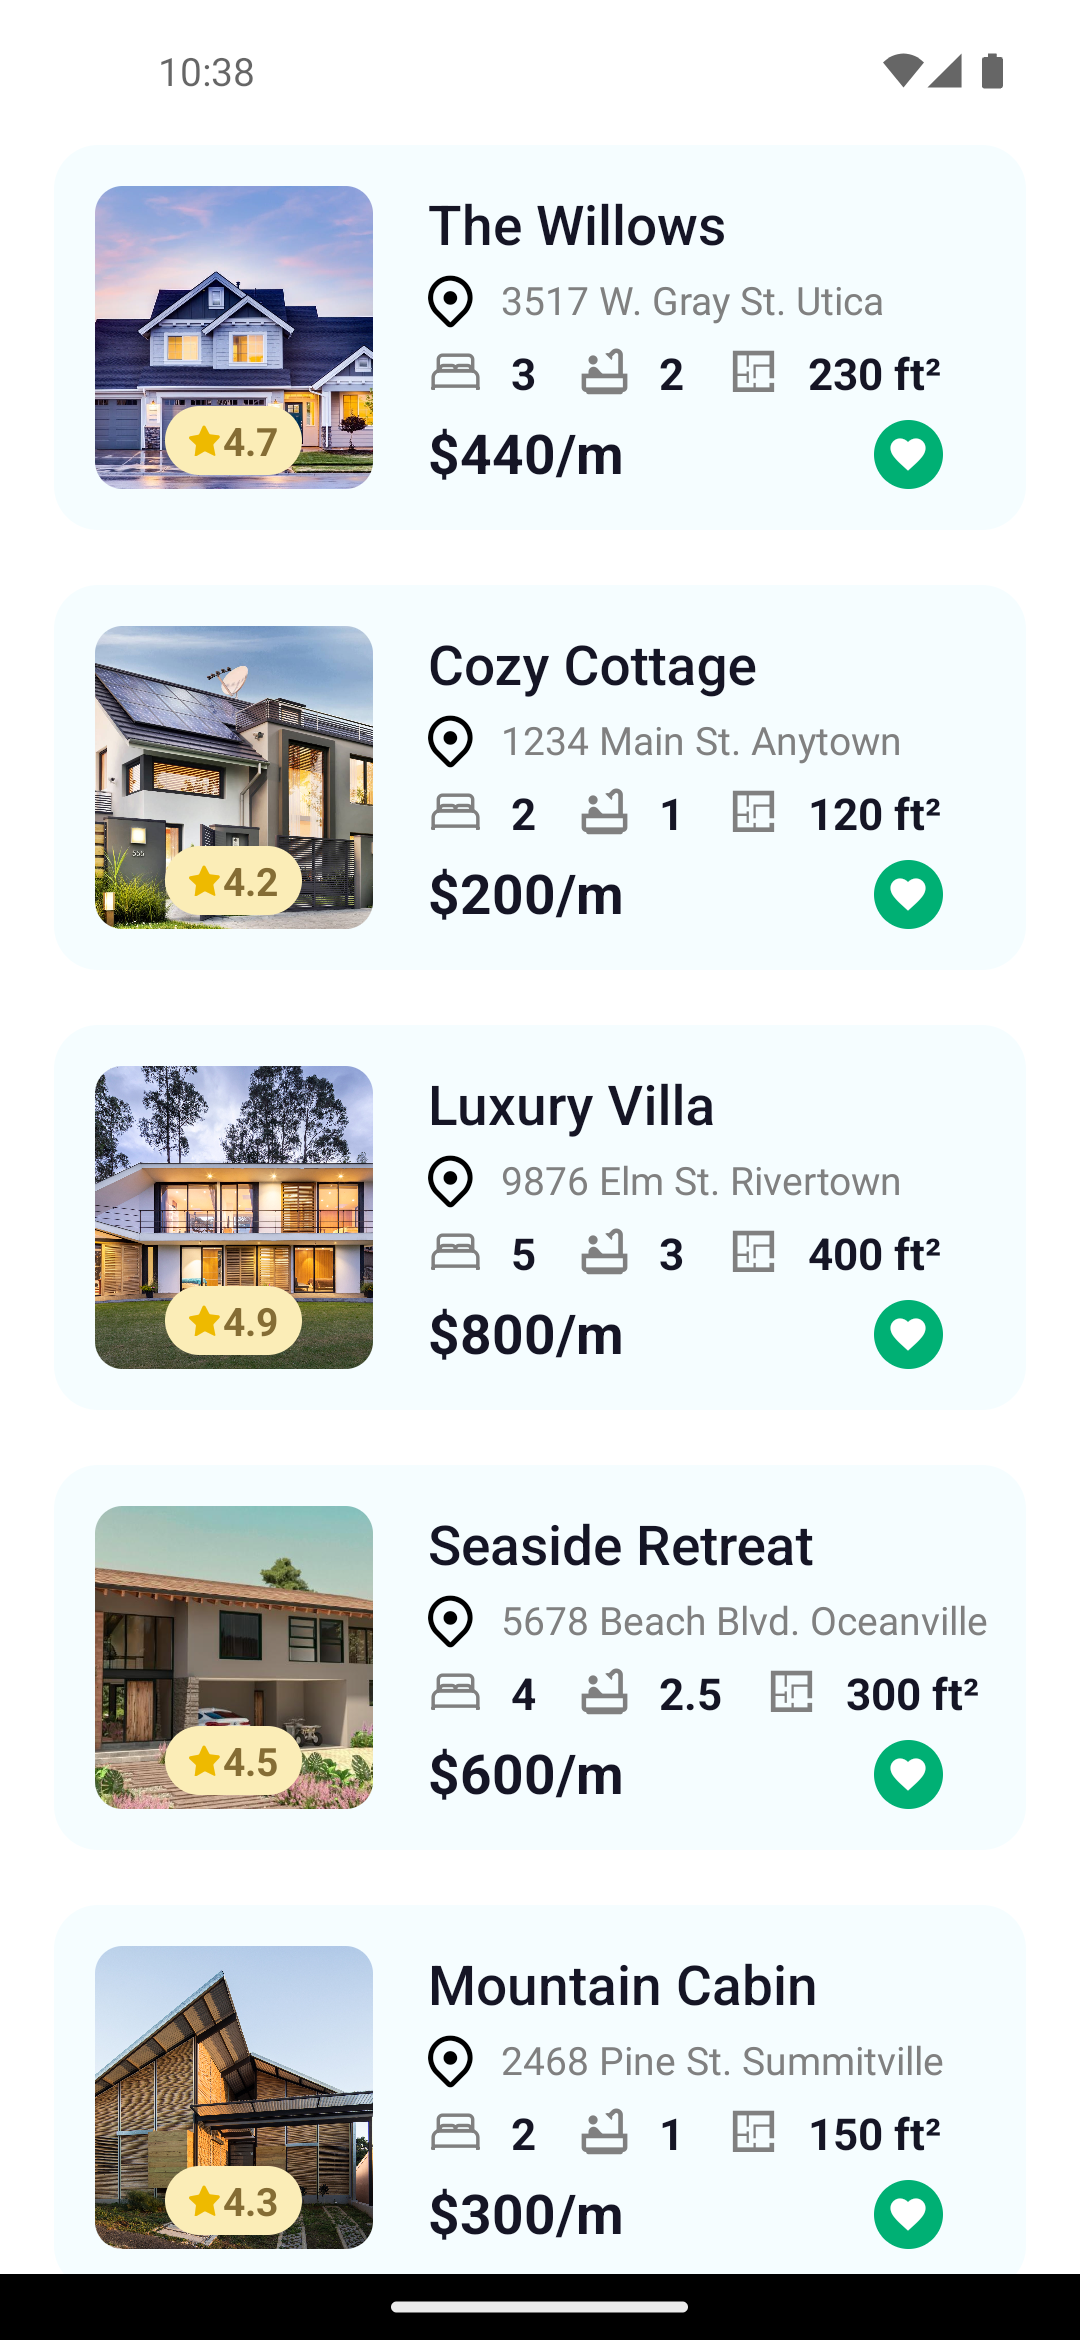 10:38
The Willows
3517 W. Gray St. Utica
3 2 230 ft²
4.7
$440/m
Cozy Cottage
1234 Main St. Anytown
2 1 120 ft²
555
4.2
$200/m
Luxury Villa
9876 Elm St. Rivertown
5 3 400 ft²
4.9
$800/m
Seaside Retreat
5678 Beach Blvd. Oceanville
4 2.5 300 ft²
4.5
$600/m
Mountain Cabin
2468 Pine St. Summitville
2 1 150 ft²
4.3
$300/m